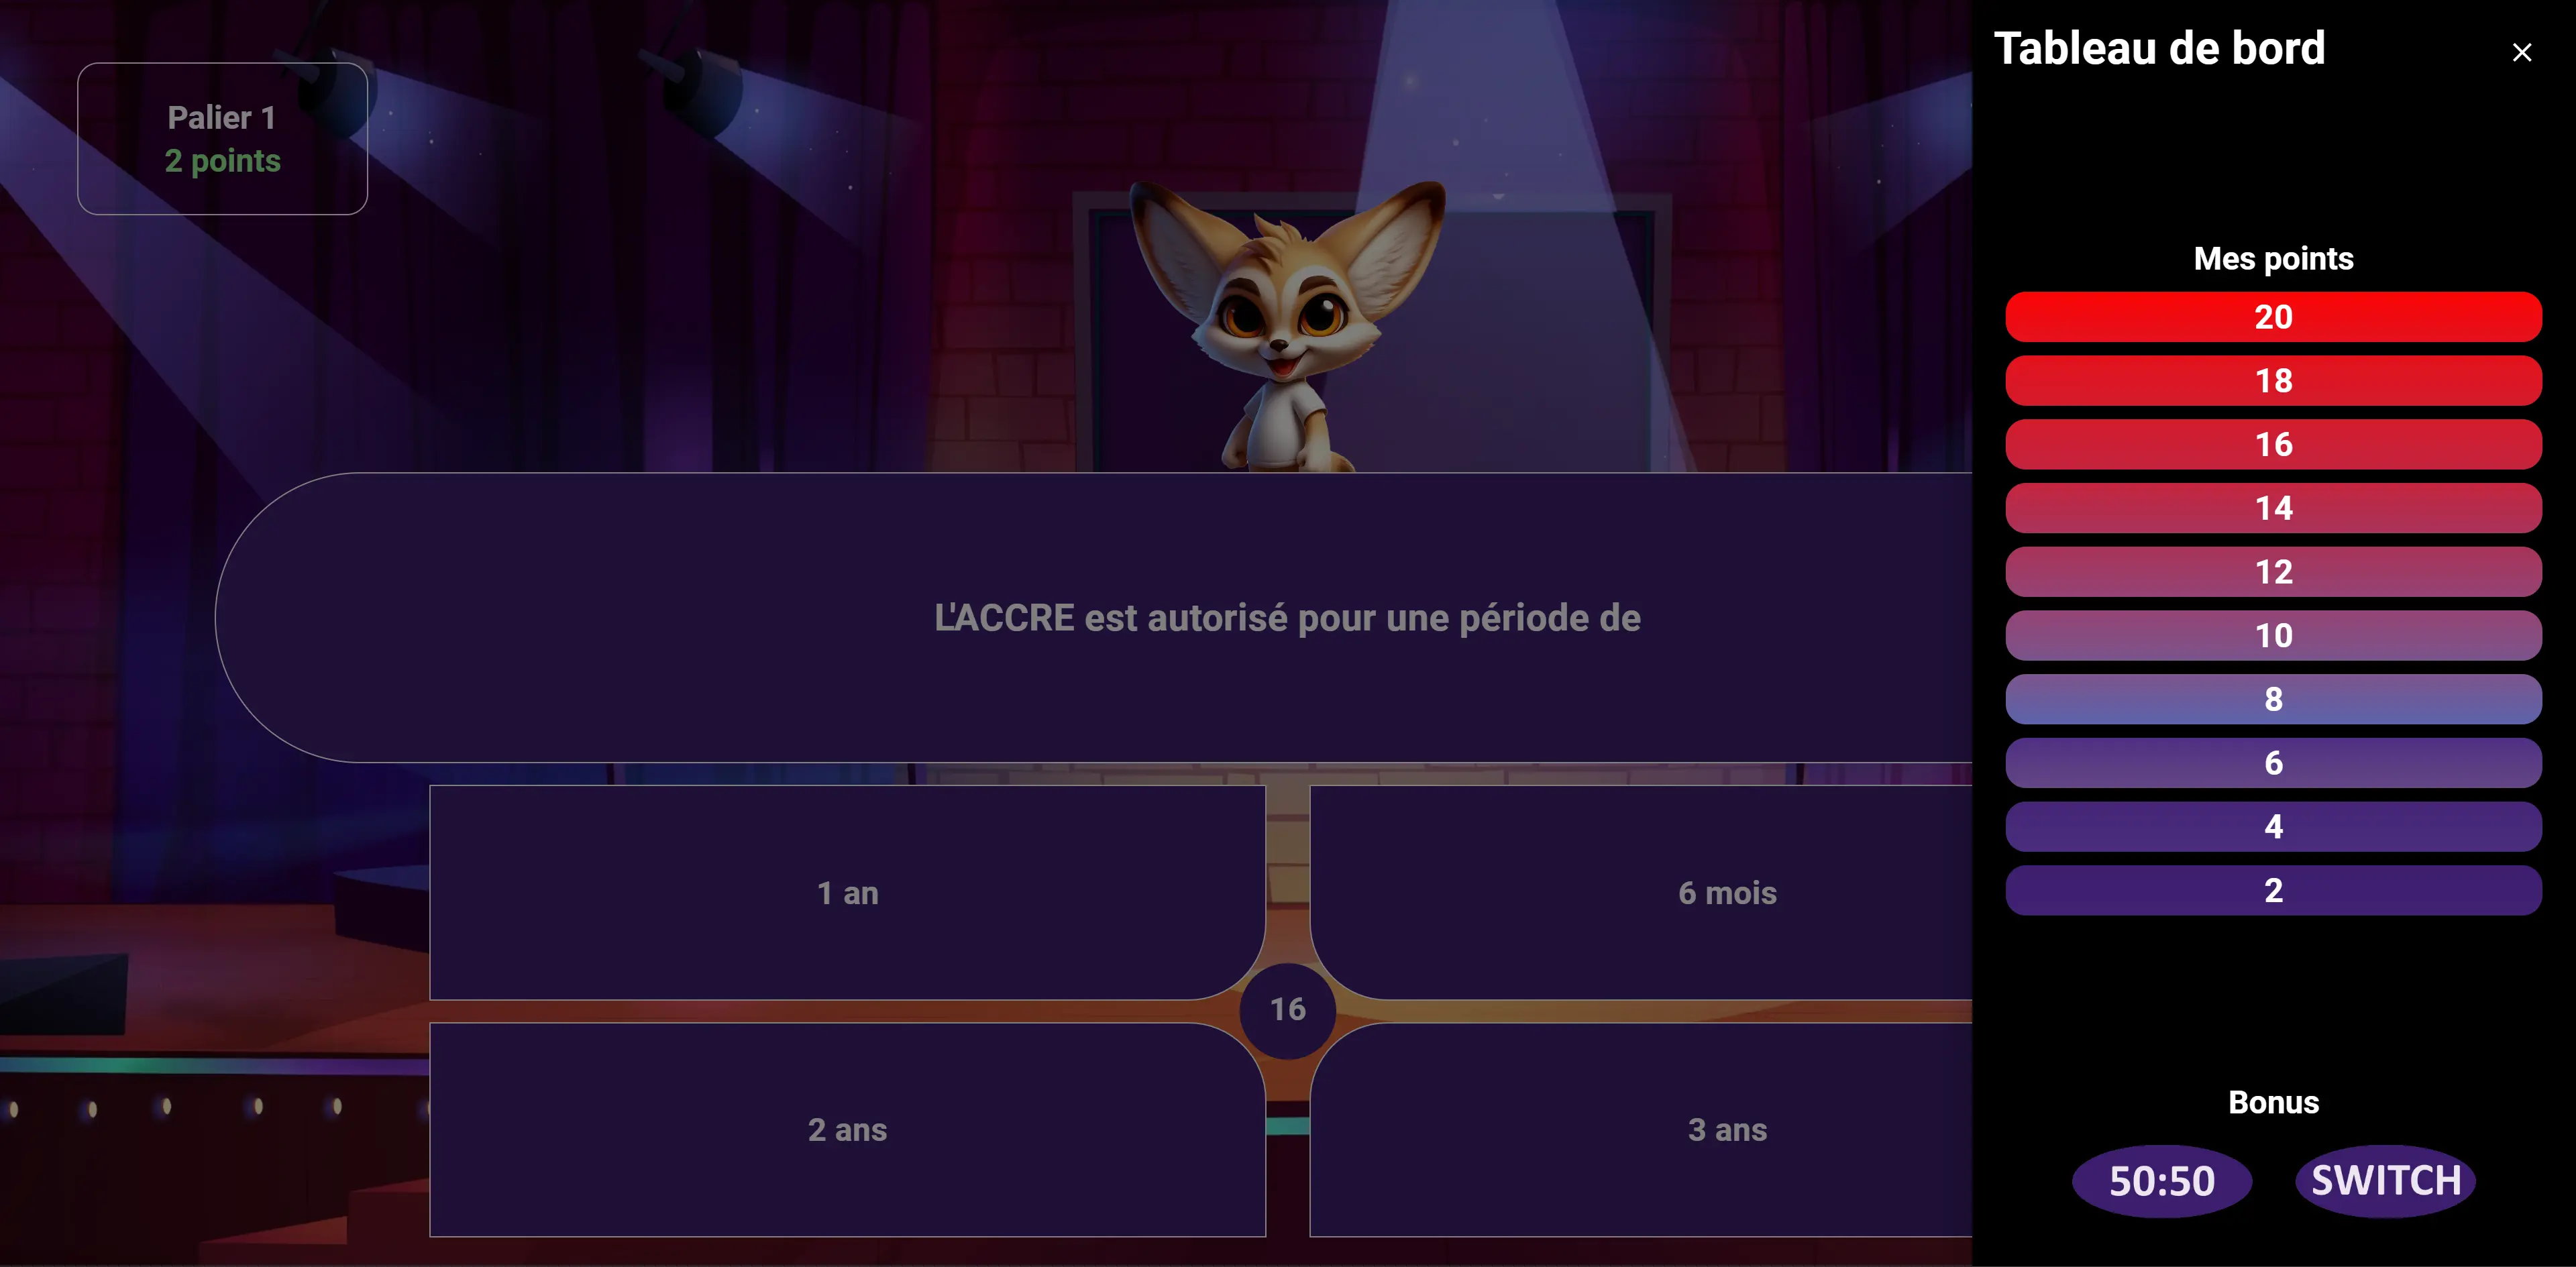 Palier 1
2 points
L'ACCRE est autorisé pour une période de
1 an
6 mois
16
2 ans
3 ans
Tableau de bord
Mes points
20
18
16
14
12
10
8
6
4
2
Bonus
50:50
SWITCH